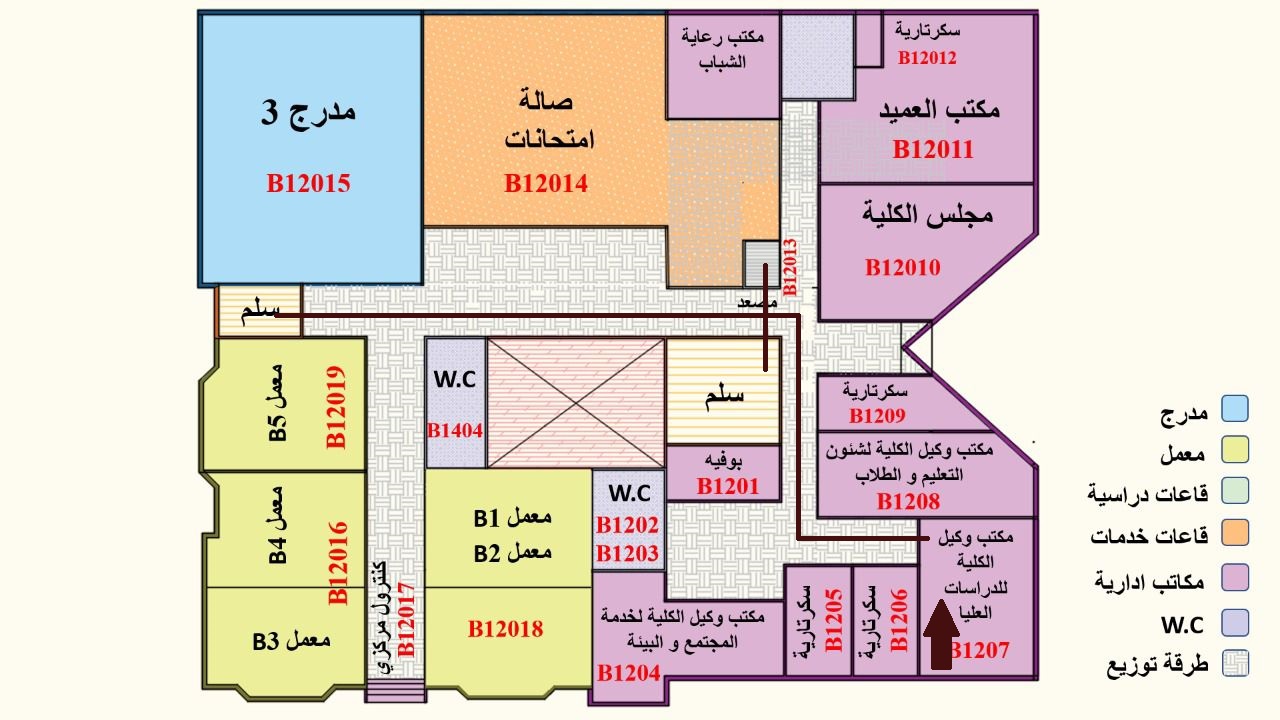 مدرج 3
B12015
صالة
امتحانات
B12014
مكتب رعاية
الشباب
سكرتارية
B12012
مكتب العميد
B12011
مجلس الكلية
B12010
B12013
مصعد
سلم
سلم
W.C
B1404
معمل B5
B12019
معمل B4
B12016
معمل B3
كنترول مركزي
B12017
معمل B1
معمل B2
B12018
W.C
B1202
B1203
بوفيه
B1201
سكرتارية
B1209
مكتب وكيل الكلية لشئون
التعليم و الطلاب
B1208
مكتب وكيل
الكلية
للدراسات
العليا
B1207
سكرتارية
B1206
سكرتارية
B1205
مكتب وكيل الكلية لخدمة
المجتمع و البيئة
B1204
مدرج
معمل
قاعات دراسية
قاعات خدمات
مكاتب ادارية
W.C
طرقة توزيع